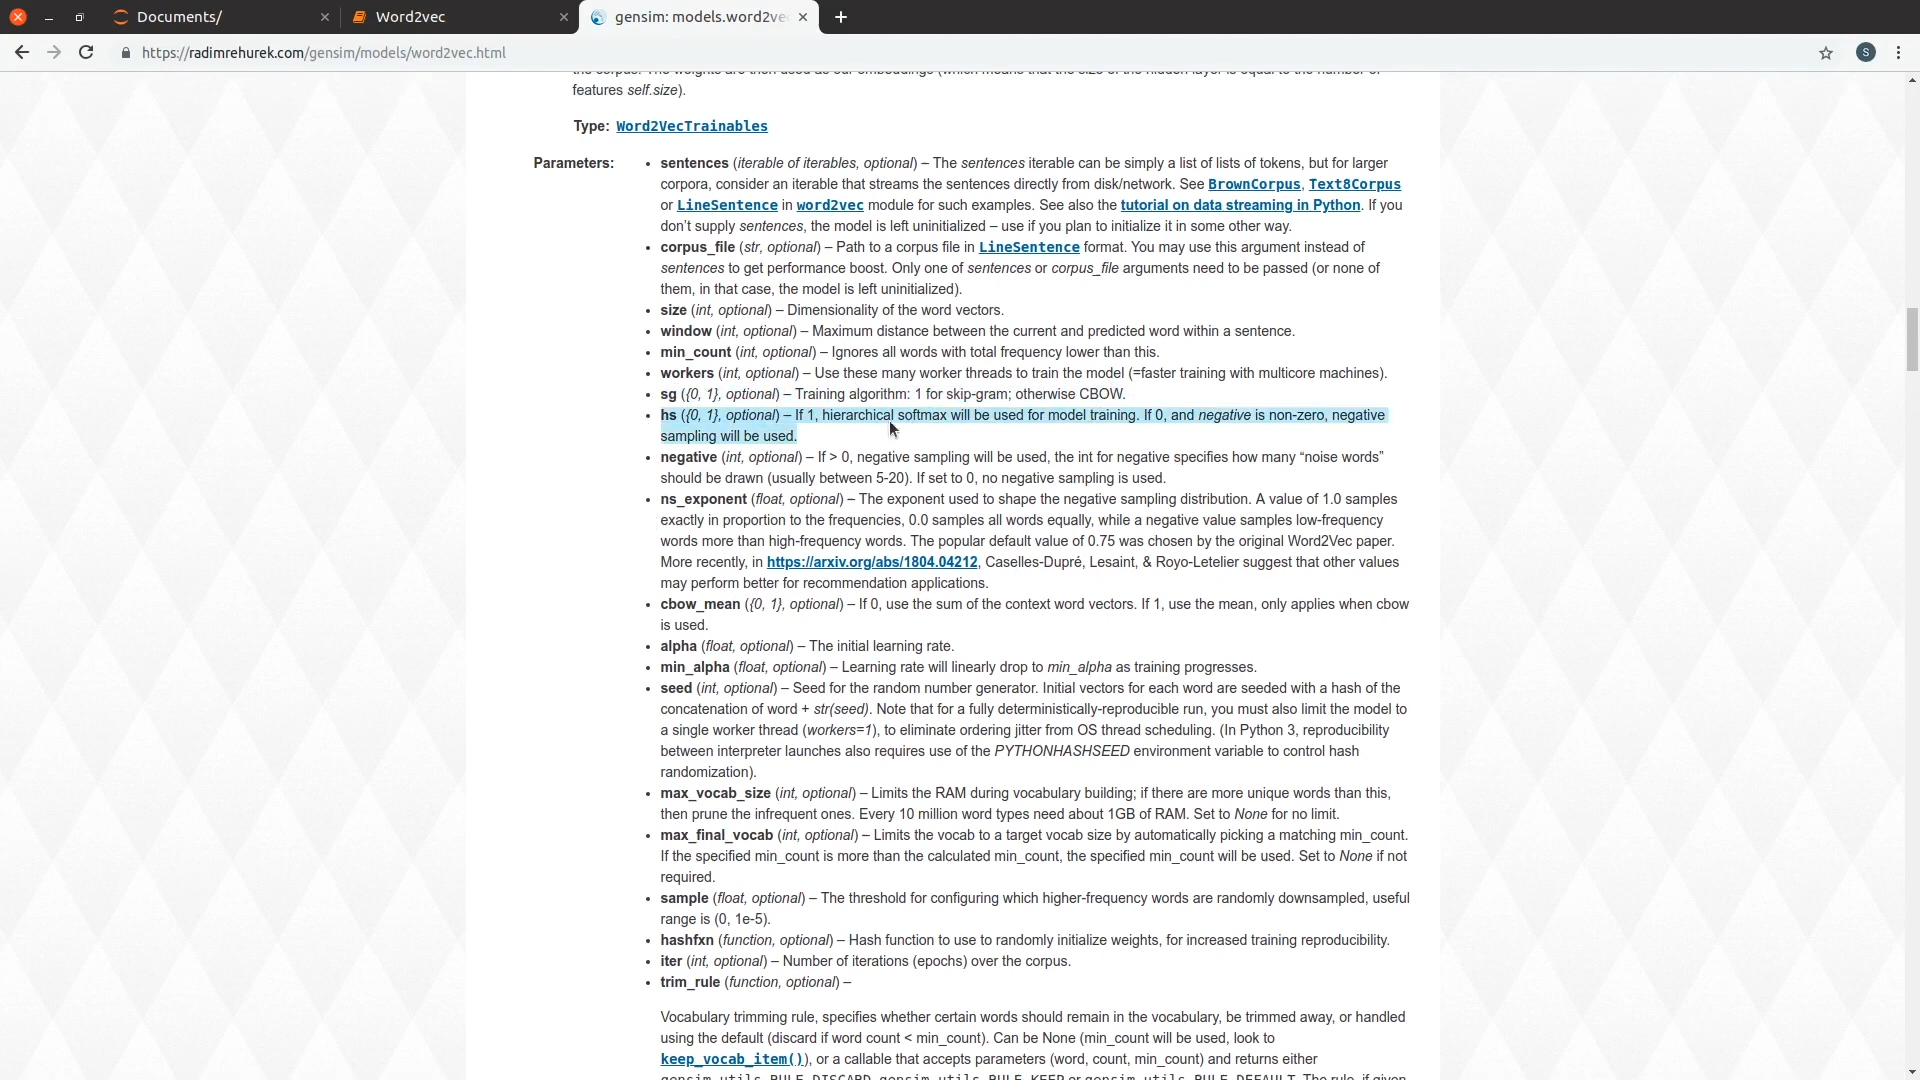 Documents/
Word2vec
gensim: models.word2ve
S
https://radimrehurek.com/gensim/models/word2vec.html
the corpus. The weights are then used as our embeddings (which means that the size of the hidden layer is equal to the number of
features self.size).
Type: Word2VecTrainables
Parameters:
• sentences (iterable of iterables, optional) – The sentences iterable can be simply a list of lists of tokens, but for larger
corpora, consider an iterable that streams the sentences directly from disk/network. See BrownCorpus, Text8Corpus
or LineSentence in word2vec module for such examples. See also the tutorial on data streaming in Python. If you
don’t supply sentences, the model is left uninitialized – use if you plan to initialize it in some other way.
• corpus_file (str, optional) – Path to a corpus file in LineSentence format. You may use this argument instead of
sentences to get performance boost. Only one of sentences or corpus_file arguments need to be passed (or none of
them, in that case, the model is left uninitialized).
• size (int, optional) – Dimensionality of the word vectors.
• window (int, optional) – Maximum distance between the current and predicted word within a sentence.
• min_count (int, optional) – Ignores all words with total frequency lower than this.
• workers (int, optional) – Use these many worker threads to train the model (=faster training with multicore machines).
• sg ({0, 1}, optional) – Training algorithm: 1 for skip-gram; otherwise CBOW.
• hs ({0, 1}, optional) – If 1, hierarchical softmax will be used for model training. If 0, and negative is non-zero, negative
sampling will be used.
• negative (int, optional) – If > 0, negative sampling will be used, the int for negative specifies how many “noise words”
should be drawn (usually between 5-20). If set to 0, no negative sampling is used.
• ns_exponent (float, optional) – The exponent used to shape the negative sampling distribution. A value of 1.0 samples
exactly in proportion to the frequencies, 0.0 samples all words equally, while a negative value samples low-frequency
words more than high-frequency words. The popular default value of 0.75 was chosen by the original Word2Vec paper.
More recently, in https://arxiv.org/abs/1804.04212, Caselles-Dupré, Lesaint, & Royo-Letelier suggest that other values
may perform better for recommendation applications.
• cbow_mean ({0, 1}, optional) – If 0, use the sum of the context word vectors. If 1, use the mean, only applies when cbow
is used.
• alpha (float, optional) – The initial learning rate.
• min_alpha (float, optional) – Learning rate will linearly drop to min_alpha as training progresses.
• seed (int, optional) – Seed for the random number generator. Initial vectors for each word are seeded with a hash of the
concatenation of word + str(seed). Note that for a fully deterministically-reproducible run, you must also limit the model to
a single worker thread (workers=1), to eliminate ordering jitter from OS thread scheduling. (In Python 3, reproducibility
between interpreter launches also requires use of the PYTHONHASHSEED environment variable to control hash
randomization).
• max_vocab_size (int, optional) – Limits the RAM during vocabulary building; if there are more unique words than this,
then prune the infrequent ones. Every 10 million word types need about 1GB of RAM. Set to None for no limit.
• max_final_vocab (int, optional) – Limits the vocab to a target vocab size by automatically picking a matching min_count.
If the specified min_count is more than the calculated min_count, the specified min_count will be used. Set to None if not
required.
• sample (float, optional) – The threshold for configuring which higher-frequency words are randomly downsampled, useful
range is (0, 1e-5).
• hashfxn (function, optional) – Hash function to use to randomly initialize weights, for increased training reproducibility.
• iter (int, optional) – Number of iterations (epochs) over the corpus.
• trim_rule (function, optional) –
Vocabulary trimming rule, specifies whether certain words should remain in the vocabulary, be trimmed away, or handled
using the default (discard if word count < min_count). Can be None (min_count will be used, look to
keep_vocab_item()), or a callable that accepts parameters (word, count, min_count) and returns either
gensim.utils.RULE_DISCARD, gensim.utils.RULE_KEEP or gensim.utils.RULE_DEFAULT. The rule, if given,